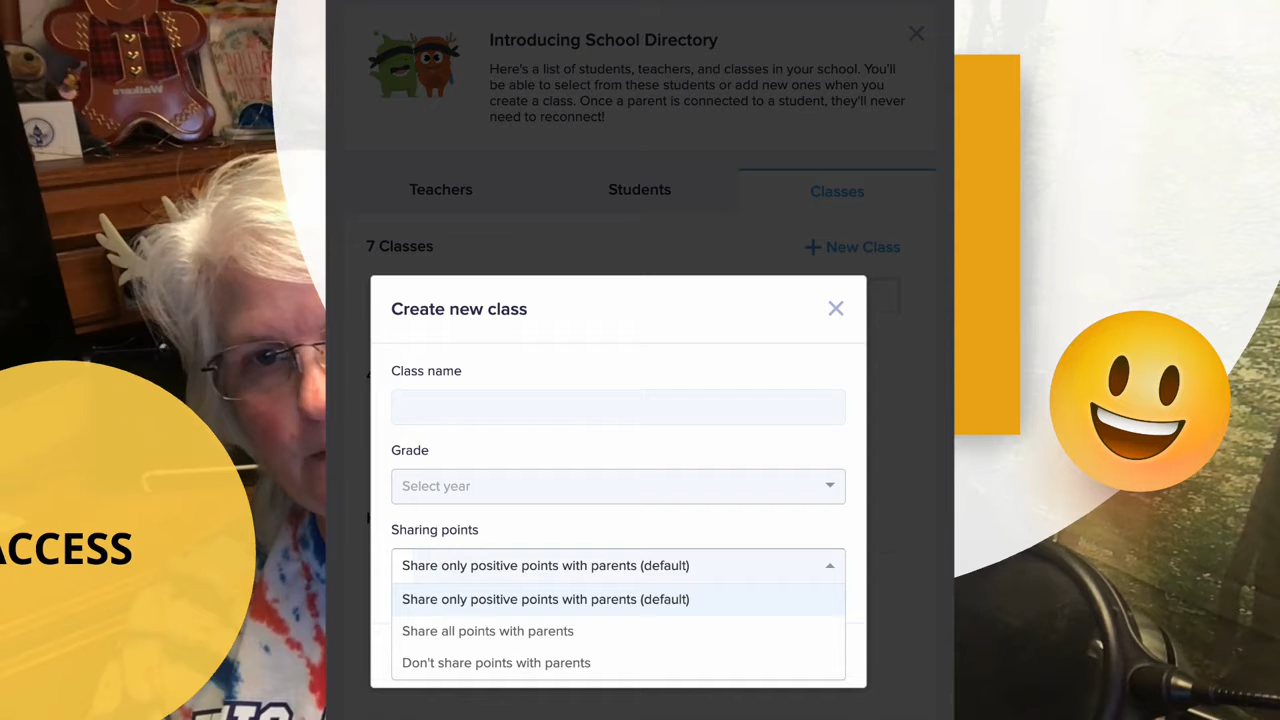 Introducing School Directory
Here's a list of students, teachers, and classes in your school. You'll
be able to select from these students or add new ones when you
create a class. Once a parent is connected to a student, they'll never
need to reconnect!
Teachers
Students
Classes
7 Classes
+ New Class
Create new class
Class name
Grade
Select year
Sharing points
Share only positive points with parents (default)
Share only positive points with parents (default)
Share all points with parents
Don't share points with parents
ACCESS
Walkers